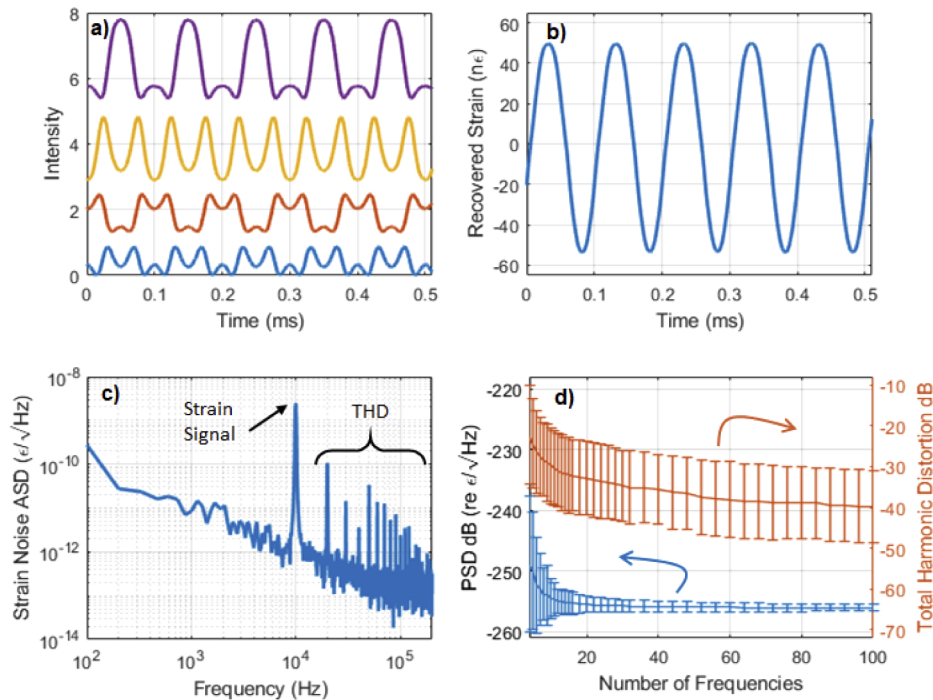 a)
8
6
4
2
0
Intensity
0 0.1 0.2 0.3 0.4 0.5
Time (ms)
b)
60
40
20
0
-20
-40
-60
Recovered Strain (nϵ)
0 0.1 0.2 0.3 0.4 0.5
Time (ms)
c)
10⁻⁸
10⁻¹⁰
10⁻¹²
10⁻¹⁴
Strain Noise ASD (ϵ/√Hz)
Strain
Signal
THD
10² 10³ 10⁴ 10⁵
Frequency (Hz)
d)
-220
-230
-240
-250
-260
PSD dB (re ϵ/√Hz)
-10
-20
-30
-40
-50
-60
-70
Total Harmonic Distortion dB
20 40 60 80 100
Number of Frequencies